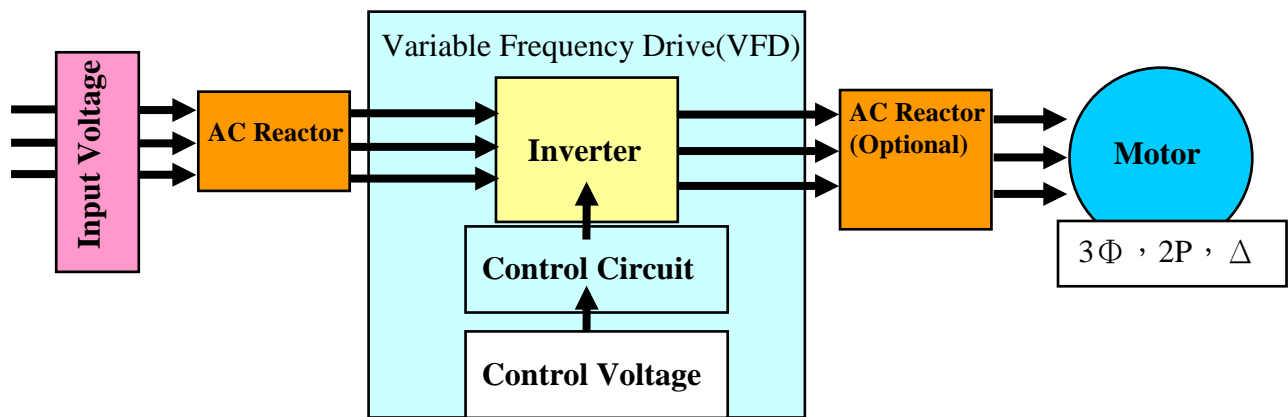 Variable Frequency Drive(VFD)
Input Voltage
AC Reactor
Inverter
AC Reactor
(Optional)
Motor
3Φ，2P，Δ
Control Circuit
Control Voltage